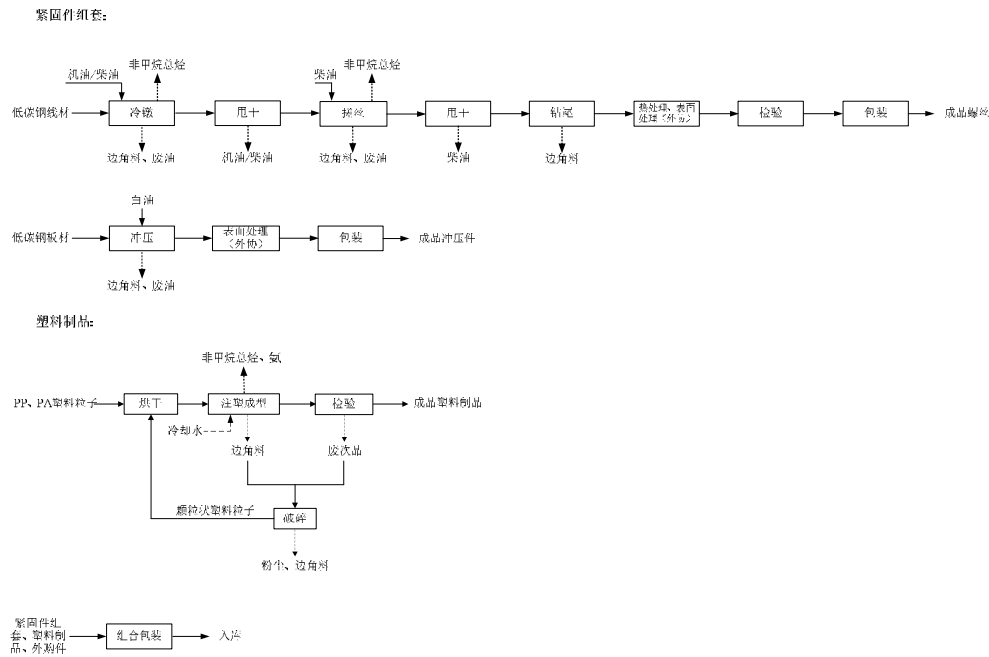 紧固件组套：
机油/柴油
非甲烷总烃
柴油
非甲烷总烃
低碳钢线材
冷镦
甩干
搓丝
甩干
钻尾
热处理、表面
处理（外协）
检验
包装
成品螺丝
边角料、废油
机油/柴油
边角料、废油
柴油
边角料
白油
低碳钢板材
冲压
表面处理
（外协）
包装
成品冲压件
边角料、废油
塑料制品：
非甲烷总烃、氨
PP、PA塑料粒子
烘干
注塑成型
检验
成品塑料制品
冷却水
边角料
废次品
颗粒状塑料粒子
破碎
粉尘、边角料
紧固件组
套、塑料制
品、外购件
组合包装
入库